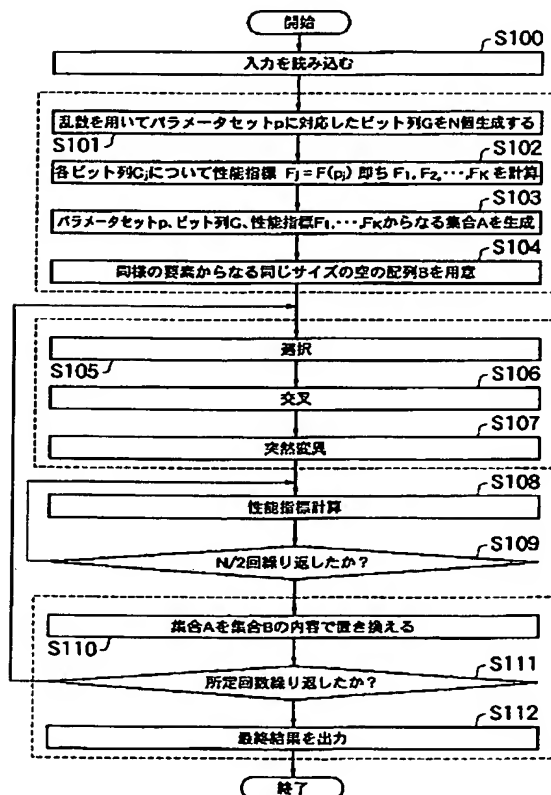 開始
S100
入力を読み込む
乱数を用いてパラメータセットpに対応したビット列GをN個生成する
S101
S102
各ビット列Cjについて性能指標 Fj=F(pj) 即ち F1, F2, ・・・, FKを計算
S103
パラメータセットp、ビット列G、性能指標F1,・・・,FKからなる集合Aを生成
S104
同様の要素からなる同じサイズの空の配列Bを用意
選択
S105
S106
交叉
S107
突然変異
S108
性能指標計算
S109
N/2回繰り返したか?
集合Aを集合Bの内容で置き換える
S110
S111
所定回数繰り返したか?
S112
最終結果を出力
終了